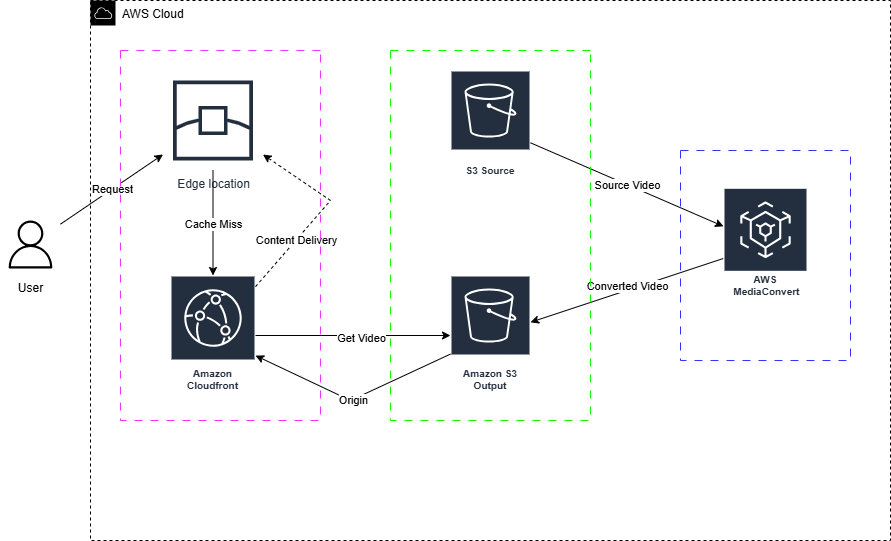 AWS Cloud
Edge location
S3 Source
Request
Source Video
Cache Miss
Content Delivery
User
AWS
MediaConvert
Converted Video
Get Video
Amazon
Cloudfront
Amazon S3
Output
Origin